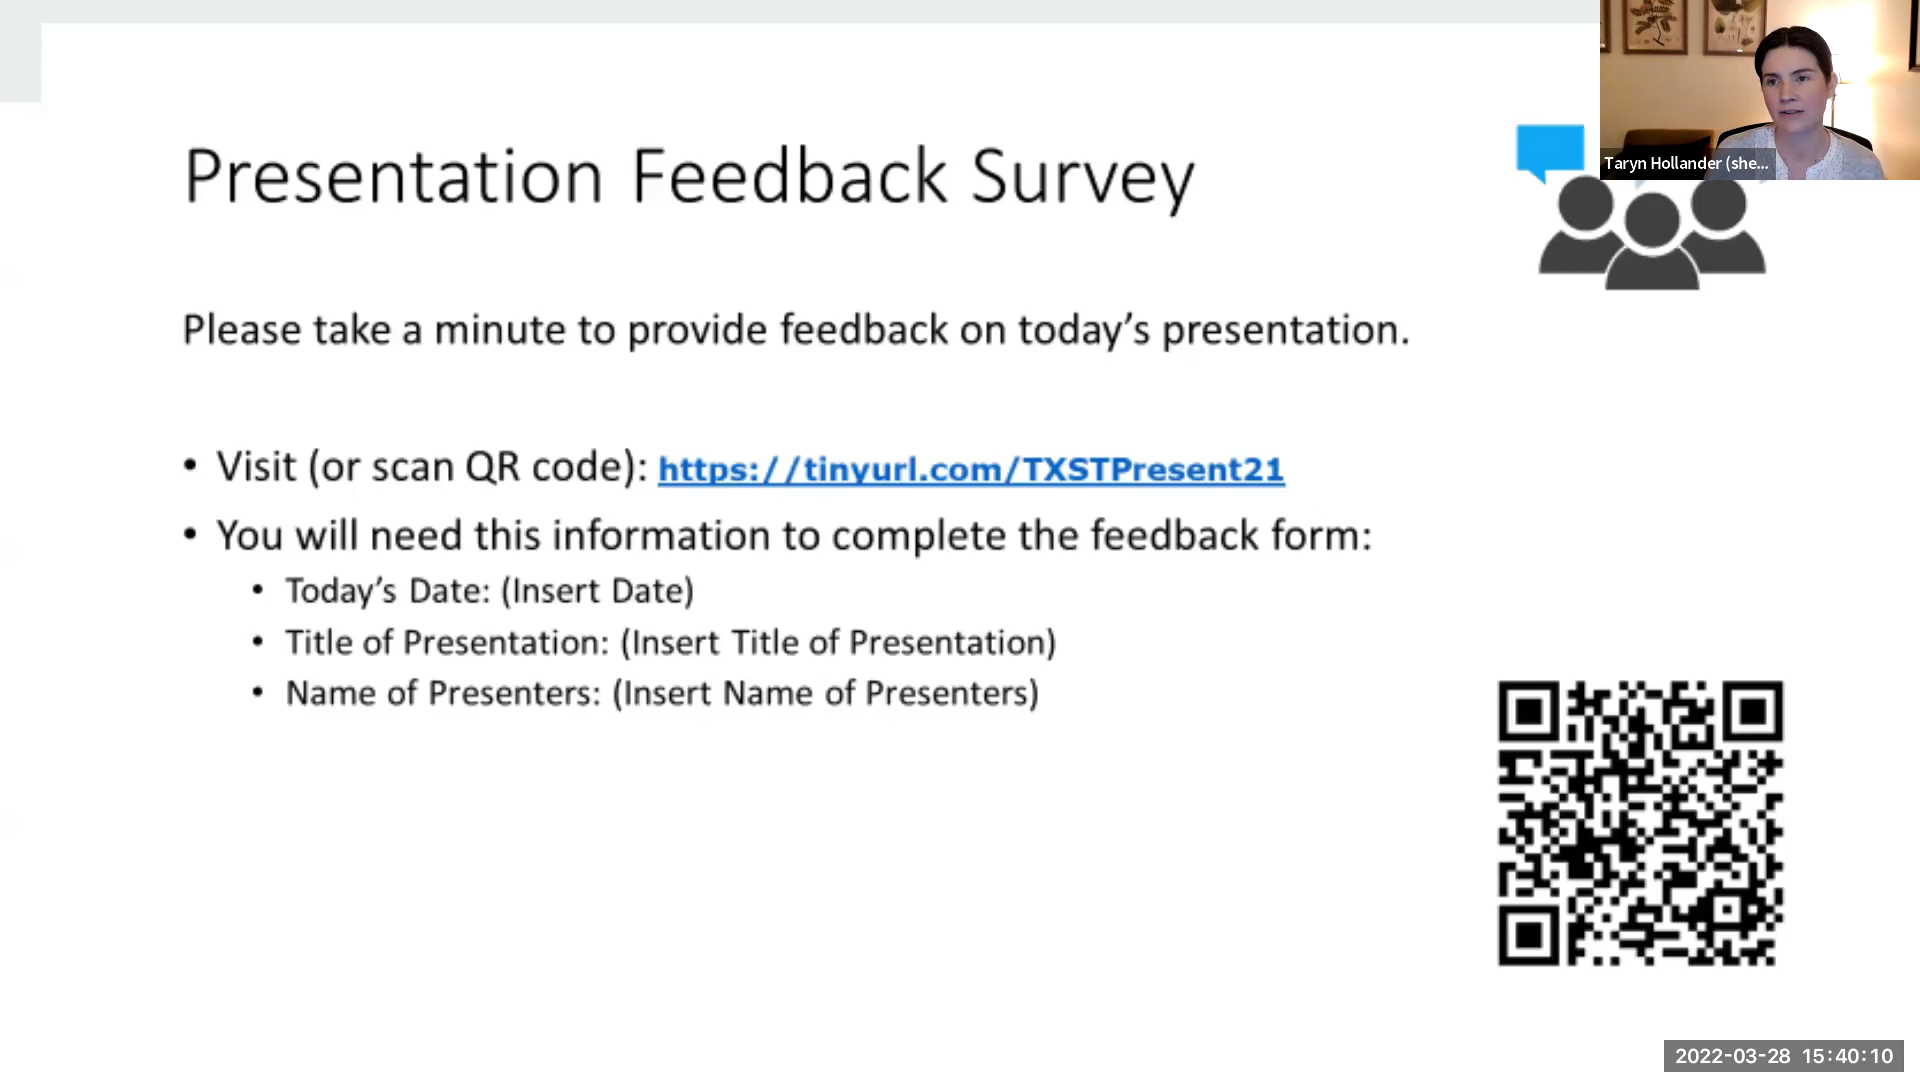 Taryn Hollander (she...
Presentation Feedback Survey
Please take a minute to provide feedback on today's presentation.
• Visit (or scan QR code): https://tinyurl.com/TXSTPresent21
• You will need this information to complete the feedback form:
• Today's Date: (Insert Date)
• Title of Presentation: (Insert Title of Presentation)
• Name of Presenters: (Insert Name of Presenters)
2022-03-28 15:40:10